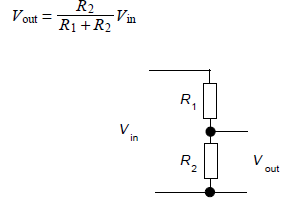 Vout = R2 / (R1 + R2) Vin
R1
Vin
R2
Vout